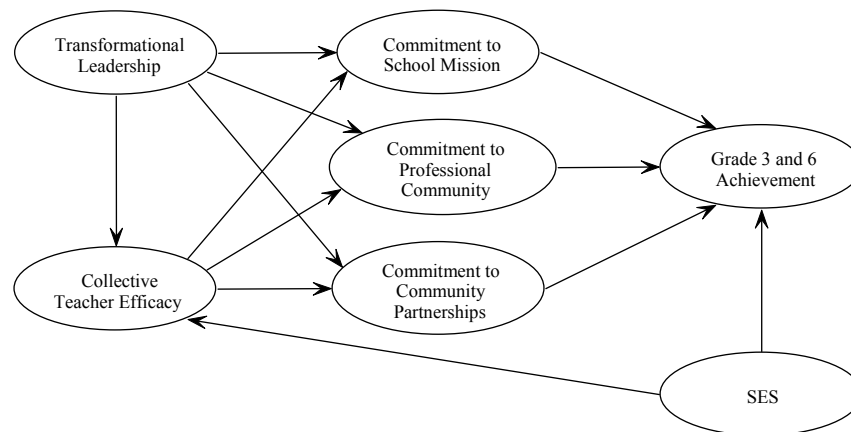 Transformational
Leadership
Commitment to
School Mission
Commitment to
Professional
Community
Grade 3 and 6
Achievement
Collective
Teacher Efficacy
Commitment to
Community
Partnerships
SES